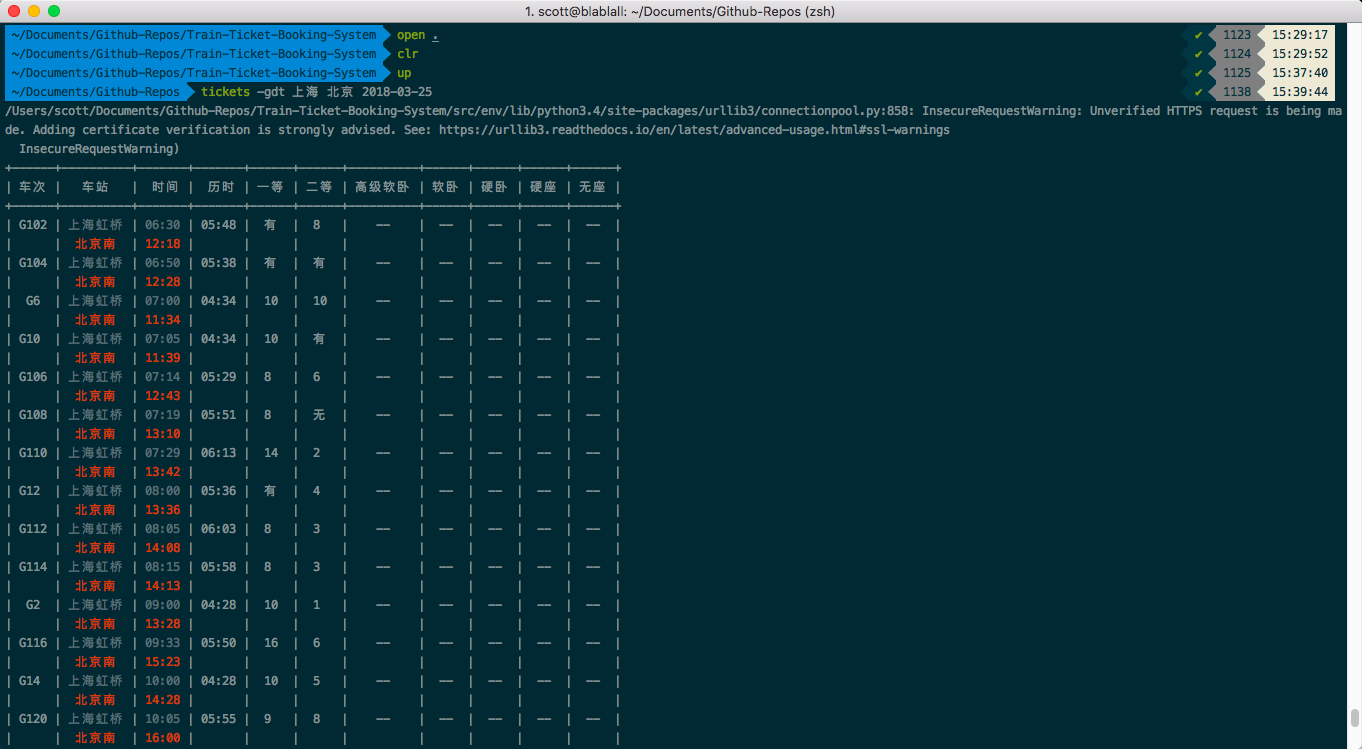 1. scott@blablall: ~/Documents/Github-Repos (zsh)
~/Documents/Github-Repos/Train-Ticket-Booking-System open . ✔ 1123 15:29:17
~/Documents/Github-Repos/Train-Ticket-Booking-System clr ✔ 1124 15:29:52
~/Documents/Github-Repos/Train-Ticket-Booking-System up ✔ 1125 15:37:40
~/Documents/Github-Repos tickets -gdt 上海 北京 2018-03-25 ✔ 1138 15:39:44
/Users/scott/Documents/Github-Repos/Train-Ticket-Booking-System/src/env/lib/python3.4/site-packages/urllib3/connectionpool.py:858: InsecureRequestWarning: Unverified HTTPS request is being ma
de. Adding certificate verification is strongly advised. See: https://urllib3.readthedocs.io/en/latest/advanced-usage.html#ssl-warnings
InsecureRequestWarning)
+------+----------+-------+-------+------+------+----------+------+------+------+------+
| 车次 | 车站 | 时间 | 历时 | 一等 | 二等 | 高级软卧 | 软卧 | 硬卧 | 硬座 | 无座 |
+------+----------+-------+-------+------+------+----------+------+------+------+------+
| G102 | 上海虹桥 | 06:30 | 05:48 | 有 | 8 | -- | -- | -- | -- | -- |
| | 北京南 | 12:18 | | | | | | | | |
| G104 | 上海虹桥 | 06:50 | 05:38 | 有 | 有 | -- | -- | -- | -- | -- |
| | 北京南 | 12:28 | | | | | | | | |
| G6 | 上海虹桥 | 07:00 | 04:34 | 10 | 10 | -- | -- | -- | -- | -- |
| | 北京南 | 11:34 | | | | | | | | |
| G10 | 上海虹桥 | 07:05 | 04:34 | 10 | 有 | -- | -- | -- | -- | -- |
| | 北京南 | 11:39 | | | | | | | | |
| G106 | 上海虹桥 | 07:14 | 05:29 | 8 | 6 | -- | -- | -- | -- | -- |
| | 北京南 | 12:43 | | | | | | | | |
| G108 | 上海虹桥 | 07:19 | 05:51 | 8 | 无 | -- | -- | -- | -- | -- |
| | 北京南 | 13:10 | | | | | | | | |
| G110 | 上海虹桥 | 07:29 | 06:13 | 14 | 2 | -- | -- | -- | -- | -- |
| | 北京南 | 13:42 | | | | | | | | |
| G12 | 上海虹桥 | 08:00 | 05:36 | 有 | 4 | -- | -- | -- | -- | -- |
| | 北京南 | 13:36 | | | | | | | | |
| G112 | 上海虹桥 | 08:05 | 06:03 | 8 | 3 | -- | -- | -- | -- | -- |
| | 北京南 | 14:08 | | | | | | | | |
| G114 | 上海虹桥 | 08:15 | 05:58 | 8 | 3 | -- | -- | -- | -- | -- |
| | 北京南 | 14:13 | | | | | | | | |
| G2 | 上海虹桥 | 09:00 | 04:28 | 10 | 1 | -- | -- | -- | -- | -- |
| | 北京南 | 13:28 | | | | | | | | |
| G116 | 上海虹桥 | 09:33 | 05:50 | 16 | 6 | -- | -- | -- | -- | -- |
| | 北京南 | 15:23 | | | | | | | | |
| G14 | 上海虹桥 | 10:00 | 04:28 | 10 | 5 | -- | -- | -- | -- | -- |
| | 北京南 | 14:28 | | | | | | | | |
| G120 | 上海虹桥 | 10:05 | 05:55 | 9 | 8 | -- | -- | -- | -- | -- |
| | 北京南 | 16:00 | | | | | | | | |